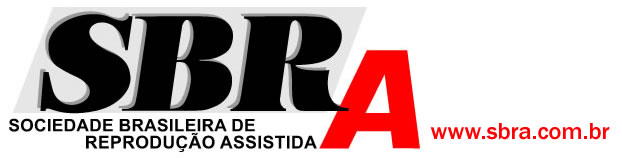 SBRA
SOCIEDADE BRASILEIRA DE
REPRODUÇÃO ASSISTIDA
www.sbra.com.br